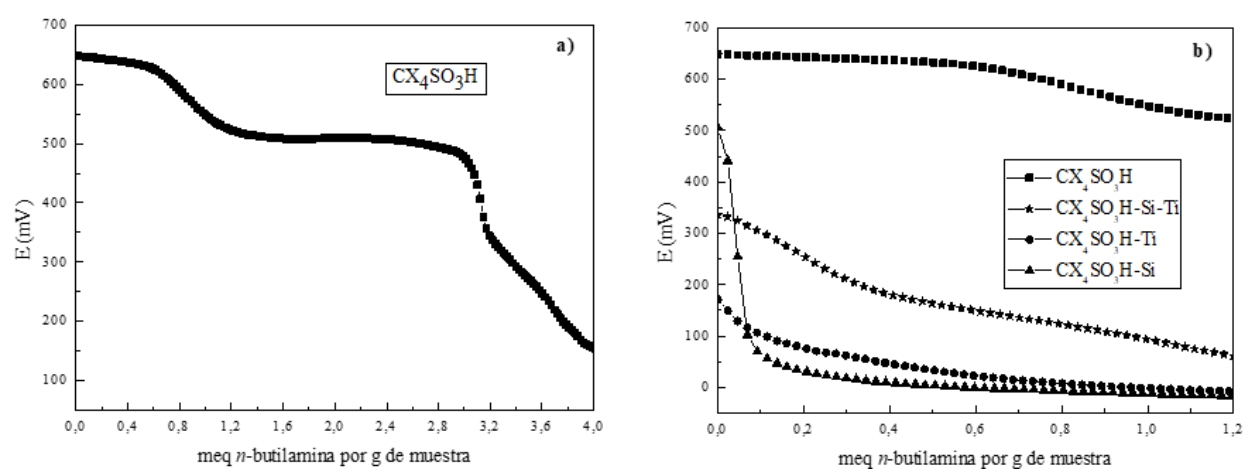 a)
CX₄SO₃H
700
600
500
400
300
200
100
E (mV)
0,0 0,4 0,8 1,2 1,6 2,0 2,4 2,8 3,2 3,6 4,0
meq n-butilamina por g de muestra
b)
700
600
500
400
300
200
100
0
E (mV)
CX₄SO₃H
CX₄SO₃H-Si-Ti
CX₄SO₃H-Ti
CX₄SO₃H-Si
0,0 0,2 0,4 0,6 0,8 1,0 1,2
meq n-butilamina por g de muestra